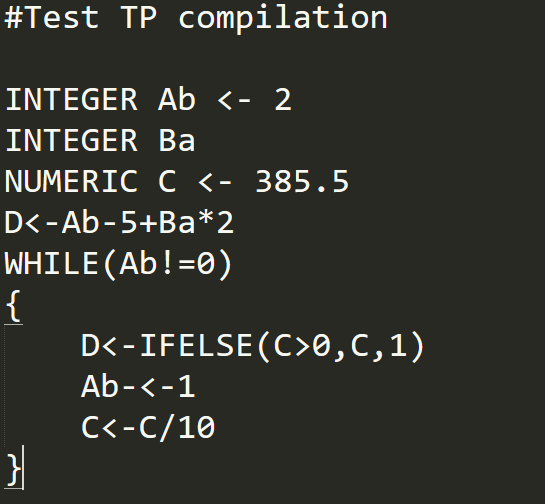 #Test TP compilation
INTEGER Ab <- 2
INTEGER Ba
NUMERIC C <- 385.5
D<-Ab-5+Ba*2
WHILE(Ab!=0)
{
D<-IFELSE(C>0,C,1)
Ab-<-1
C<-C/10
}